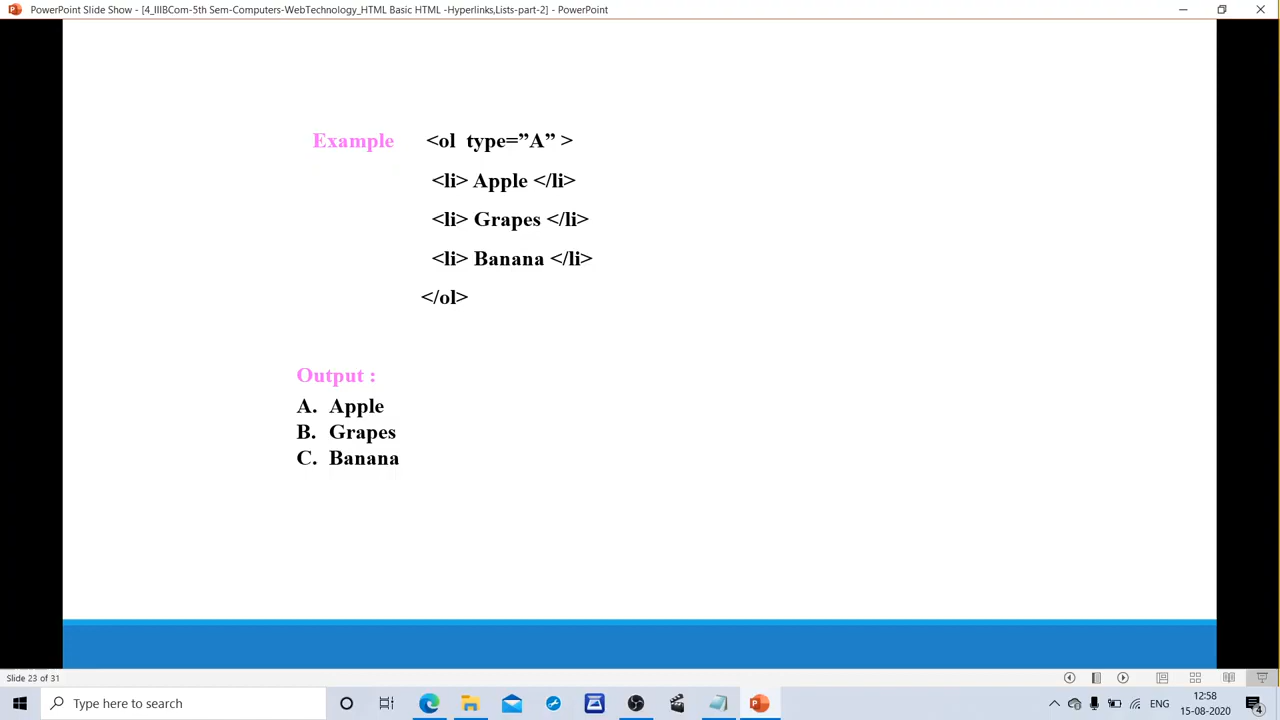 PowerPoint Slide Show - [4_IIIBCom-5th Sem-Computers-WebTechnology_HTML Basic HTML -Hyperlinks,Lists-part-2] - PowerPoint
Example <ol type=”A” >
<li> Apple </li>
<li> Grapes </li>
<li> Banana </li>
</ol>
Output :
A. Apple
B. Grapes
C. Banana
Slide 23 of 31
Type here to search
ENG
12:58
15-08-2020
4